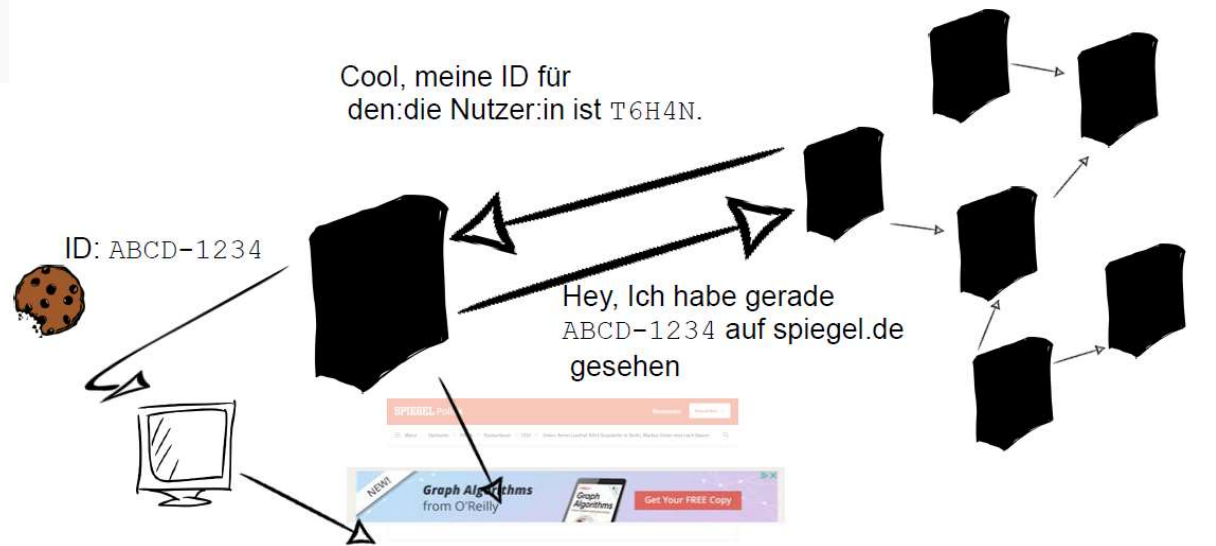 Cool, meine ID für
den:die Nutzer:in ist T6H4N.
ID: ABCD-1234
Hey, Ich habe gerade
ABCD-1234 auf spiegel.de
gesehen
SPIEGEL
NEW!
Graph Algorithms
from O'Reilly
Graph
Algorithms
Get Your FREE Copy